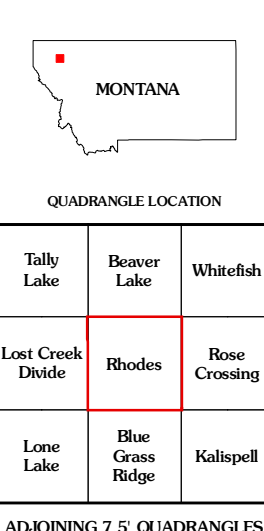 MONTANA
QUADRANGLE LOCATION
Tally
Lake
Beaver
Lake
Whitefish
Lost Creek
Divide
Rhodes
Rose
Crossing
Lone
Lake
Blue
Grass
Ridge
Kalispell
ADJOINING 7.5' QUADRANGLES